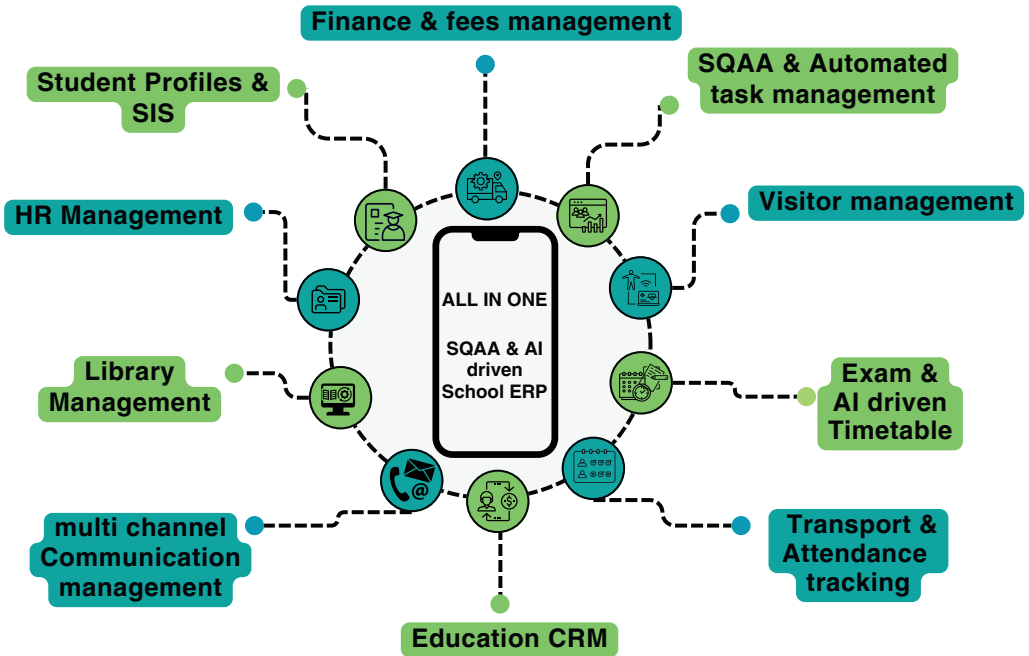 Finance & fees management
Student Profiles &
SIS
SQAA & Automated
task management
HR Management
Visitor management
ALL IN ONE
SQAA & AI
driven
School ERP
Library
Management
Exam &
AI driven
Timetable
multi channel
Communication
management
Transport &
Attendance
tracking
Education CRM
@